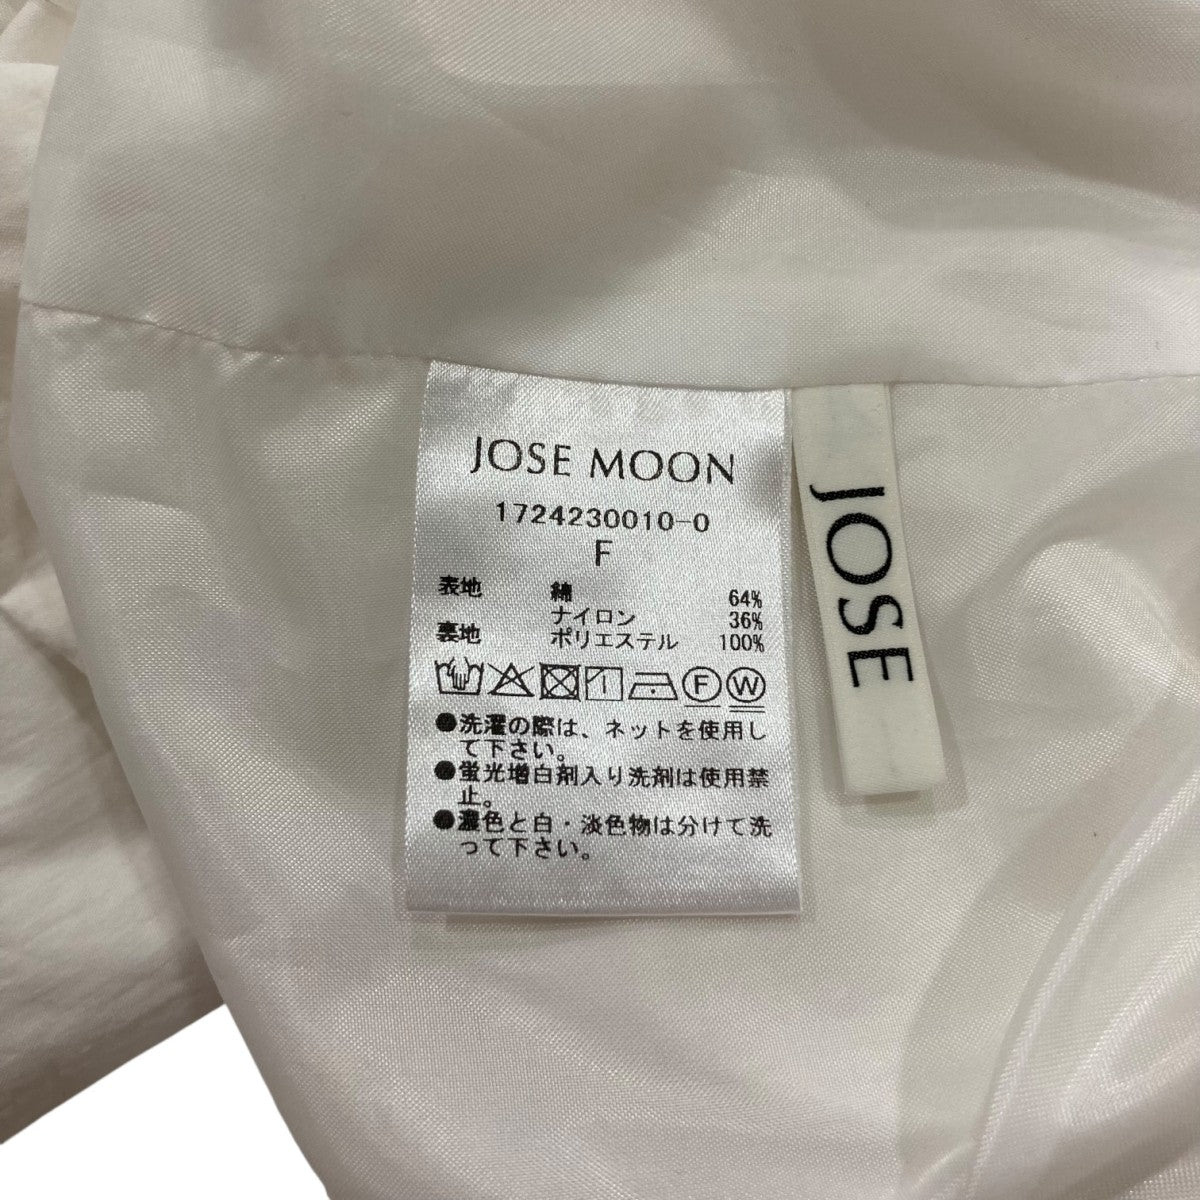 JOSE MOON
1724230010-0
F
表地 綿 64%
ナイロン 36%
裏地 ポリエステル 100%
F W
●洗濯の際は、ネットを使用し
て下さい。
●蛍光増白剤入り洗剤は使用禁
止。
●濃色と白・淡色物は分けて洗
って下さい。
JOSE